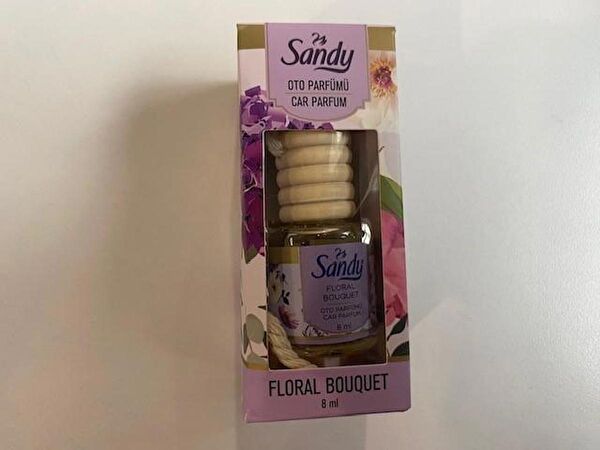 Sandy
OTO PARFÜMÜ
CAR PARFUM
Sandy
FLORAL
BOUQUET
OTO PARFÜMÜ
CAR PARFUM
8 ml
FLORAL BOUQUET
8 ml